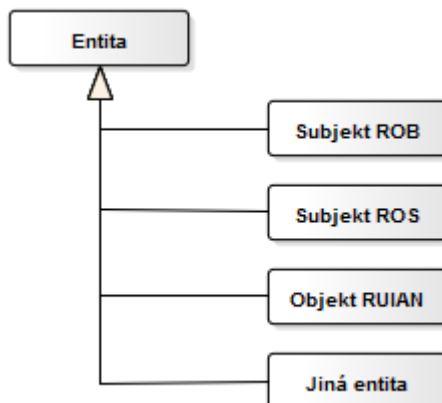 Entita
Subjekt ROB
Subjekt ROS
Objekt RUIAN
Jiná entita